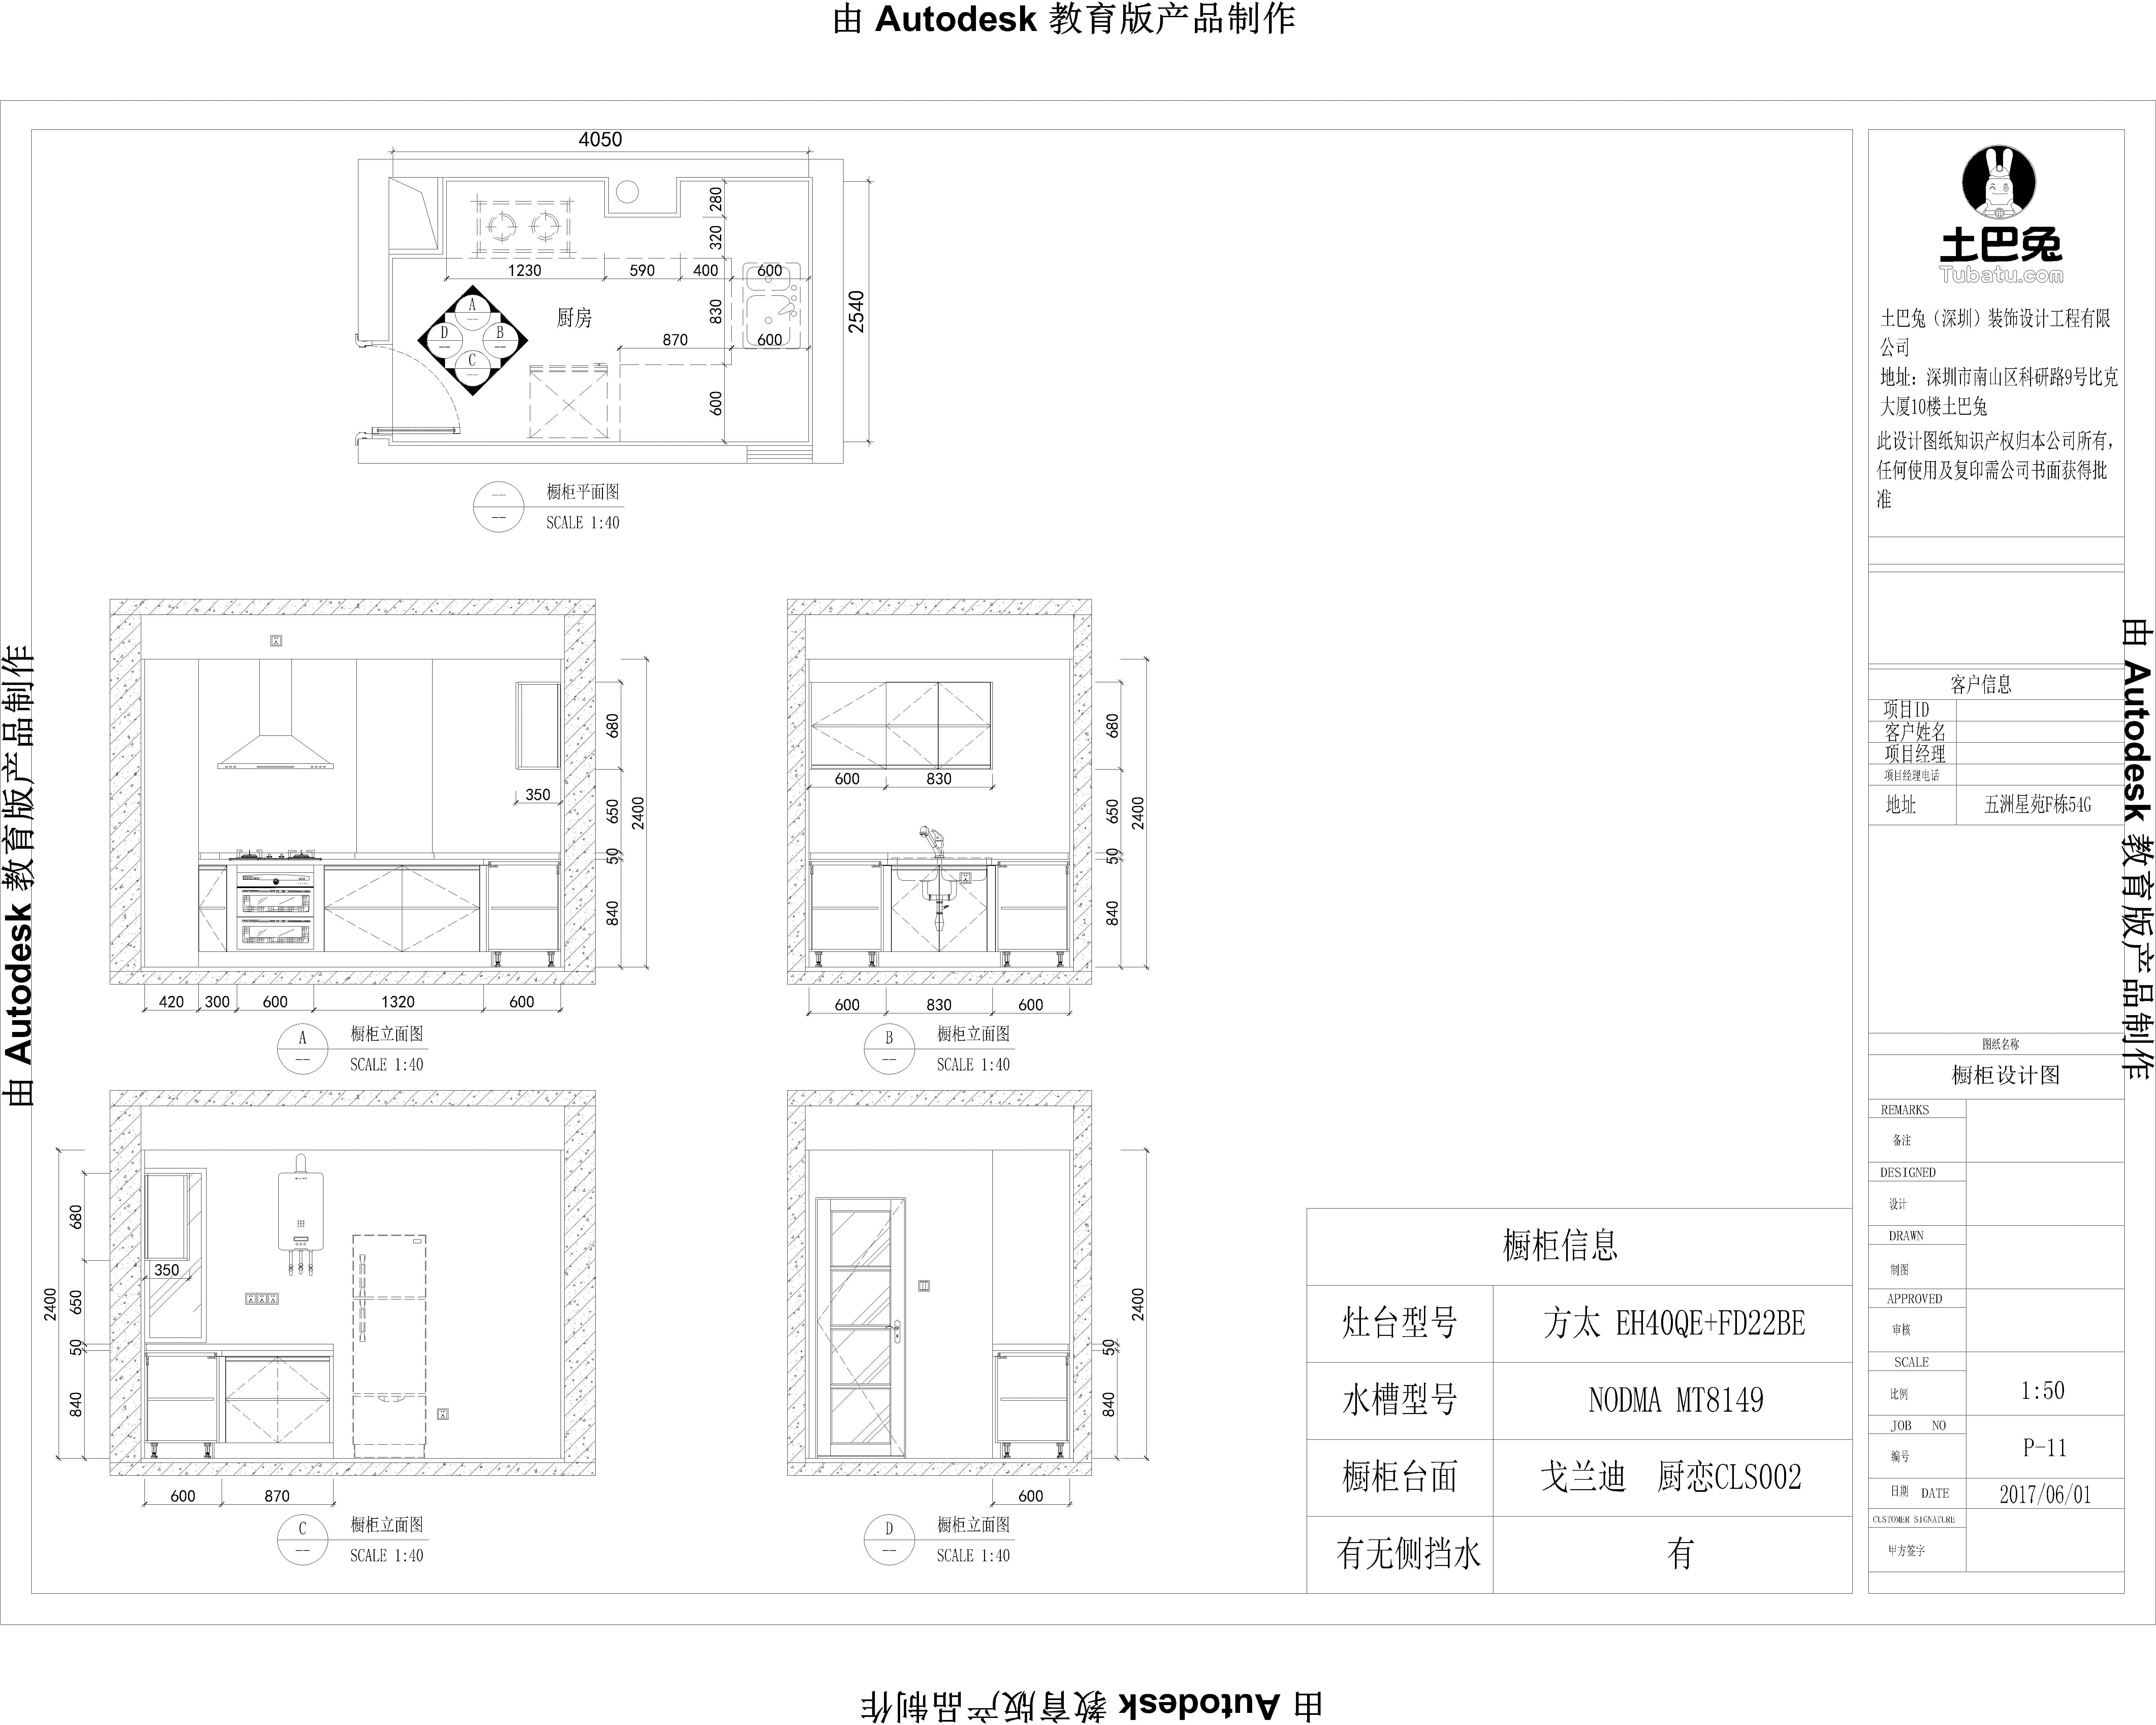 由 Autodesk 教育版产品制作
4050
280
320
1230
590
400
600
830
2540
厨房
A
D
B
C
870
600
600
橱柜平面图
SCALE 1:40
680
350
650
2400
50
840
420
300
600
1320
600
A
橱柜立面图
SCALE 1:40
600
830
680
650
2400
50
840
600
830
600
B
橱柜立面图
SCALE 1:40
680
350
2400
650
50
840
600
870
C
橱柜立面图
SCALE 1:40
2400
50
840
600
D
橱柜立面图
SCALE 1:40
橱柜信息
灶台型号 方太 EH40QE+FD22BE
水槽型号 NODMA MT8149
橱柜台面 戈兰迪 厨恋CLS002
有无侧挡水 有
土巴兔
Tubatu.com
土巴兔（深圳）装饰设计工程有限
公司
地址：深圳市南山区科研路9号比克
大厦10楼土巴兔
此设计图纸知识产权归本公司所有，
任何使用及复印需公司书面获得批
准
客户信息
项目ID
客户姓名
项目经理
项目经理电话
地址 五洲星苑F栋54G
图纸名称
橱柜设计图
REMARKS
备注
DESIGNED
设计
DRAWN
制图
APPROVED
审核
SCALE
比例 1:50
JOB NO
编号 P-11
日期 DATE 2017/06/01
CUSTOMER SIGNATURE
甲方签字
由 Autodesk 教育版产品制作
由 Autodesk 教育版产品制作
由 Autodesk 教育版产品制作